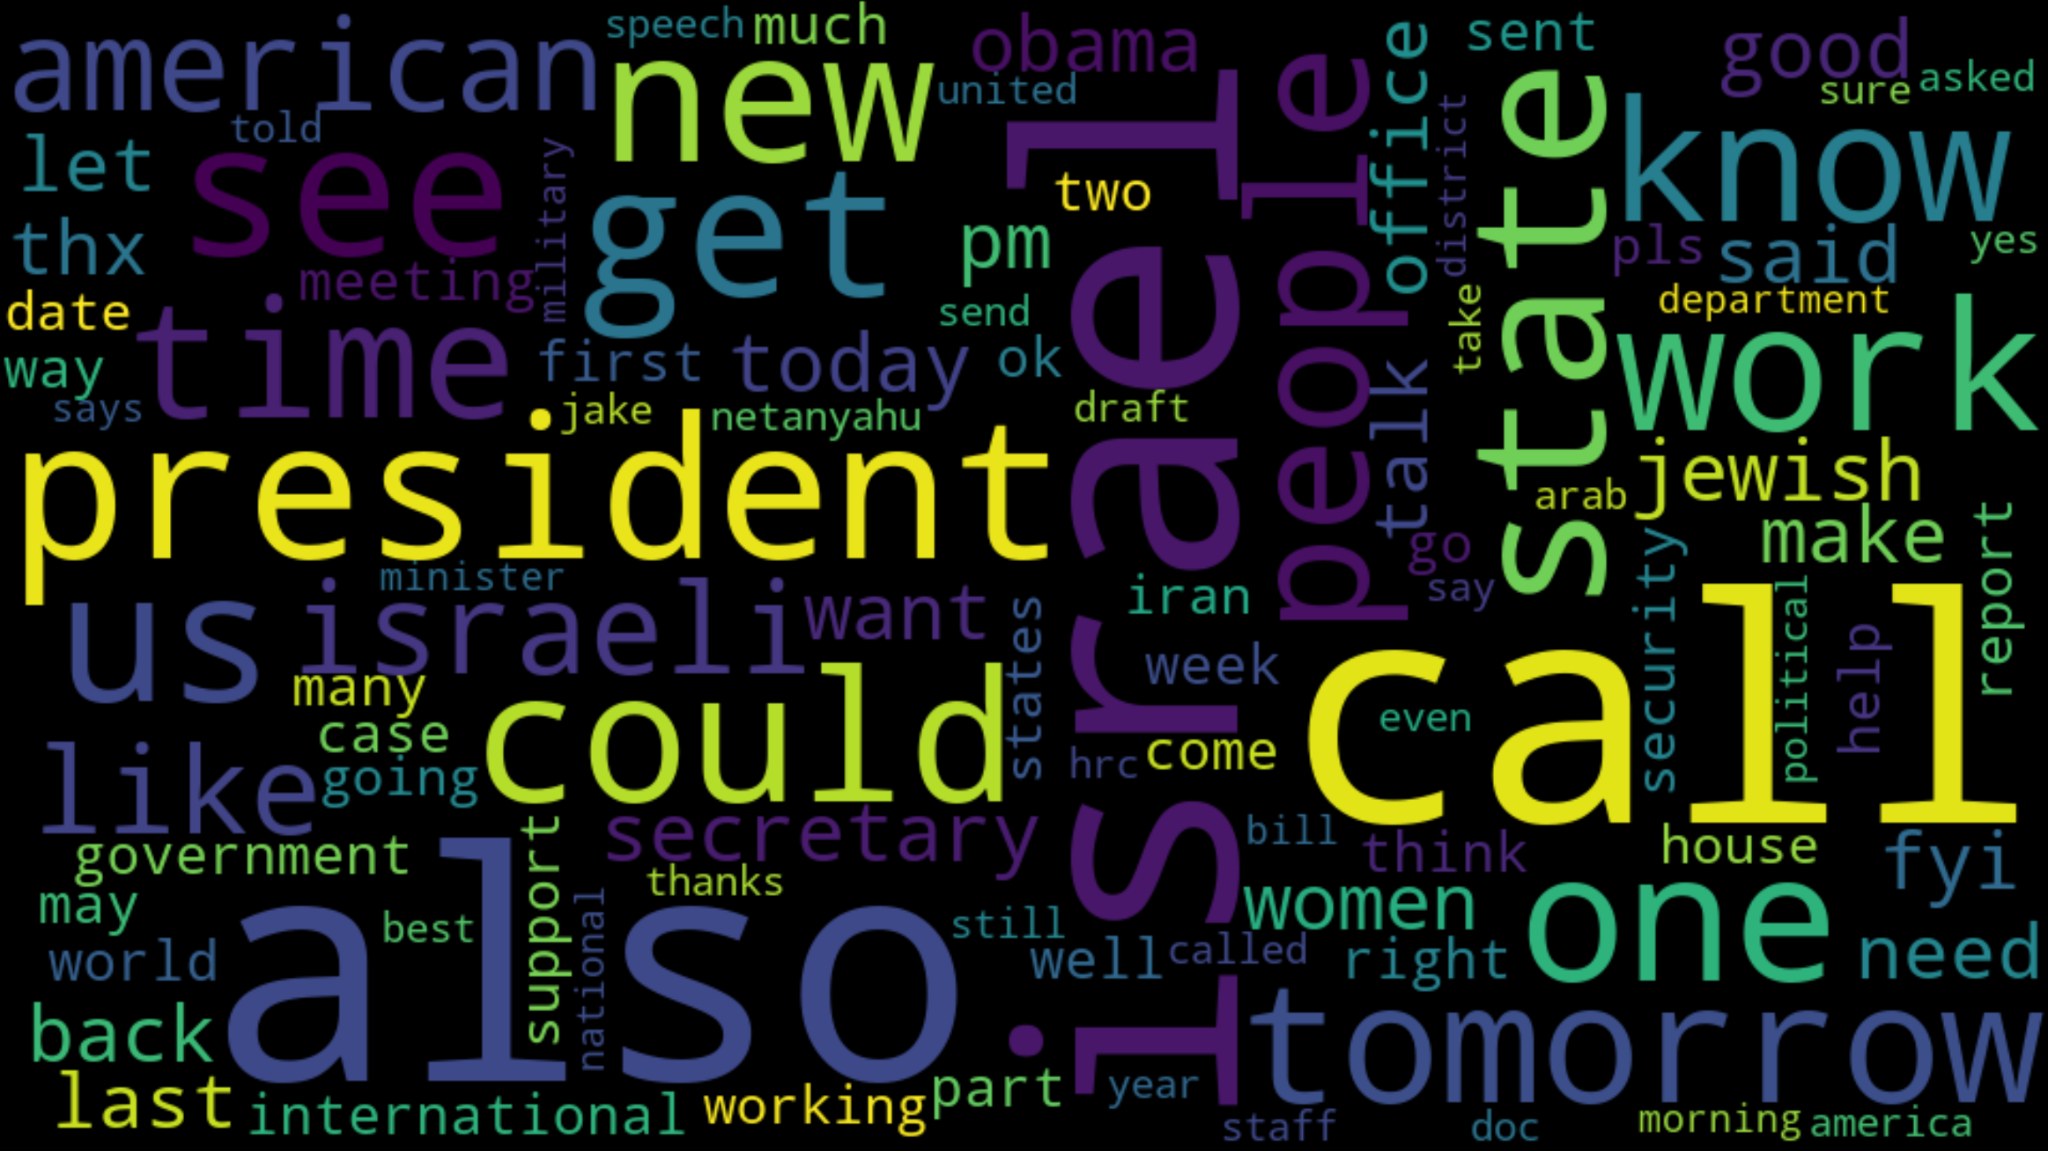 american
speech
much
obama
united
new
told
let
see
military
get
thx
meeting
date
time
way
says
first
today
jake
netanyahu
pm
send
ok
two
draft
israel
people
office
district
sent
state
good
sure
asked
know
pls
said
yes
department
take
talk
work
arab
jewish
go
say
make
president
minister
us
israeli
want
states
iran
week
many
case
going
could
like
hrc
come
even
call
security
political
help
report
government
support
secretary
thanks
bill
think
house
fyi
may
best
also
national
still
women
well
called
right
one
need
world
back
tomorrow
last
international
working
part
year
staff
doc
morning
america